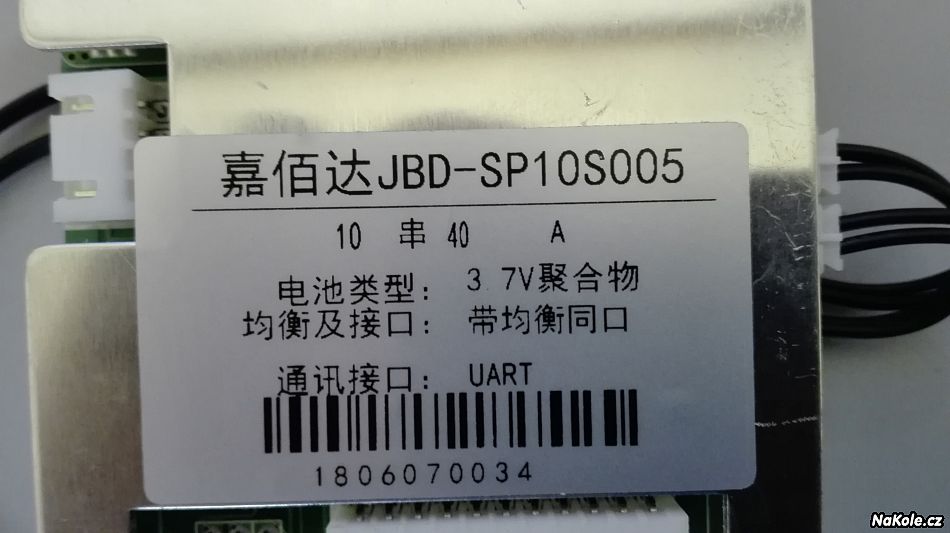 嘉佰达JBD-SP10S005
10 串 40 A
电池类型: 3.7V聚合物
均衡及接口: 带均衡同口
通讯接口: UART
1806070034
NaKole.cz